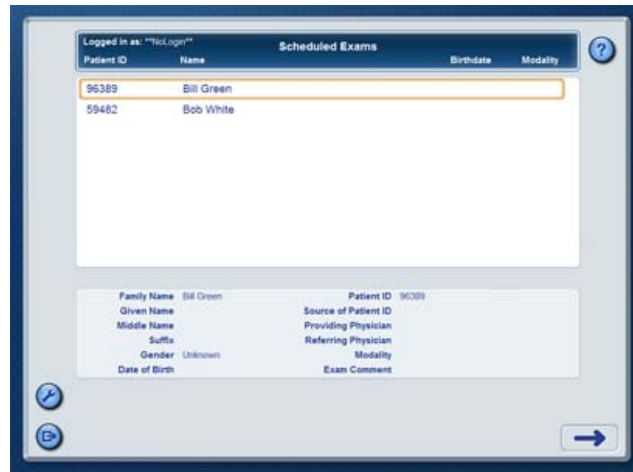 Logged in as: **NoLogin**
Scheduled Exams
Patient ID Name Birthdate Modality
?
96389 Bill Green
59482 Bob White
Family Name Bill Green Patient ID 96389
Given Name Source of Patient ID
Middle Name Providing Physician
Suffix Referring Physician
Gender Unknown Modality
Date of Birth Exam Comment